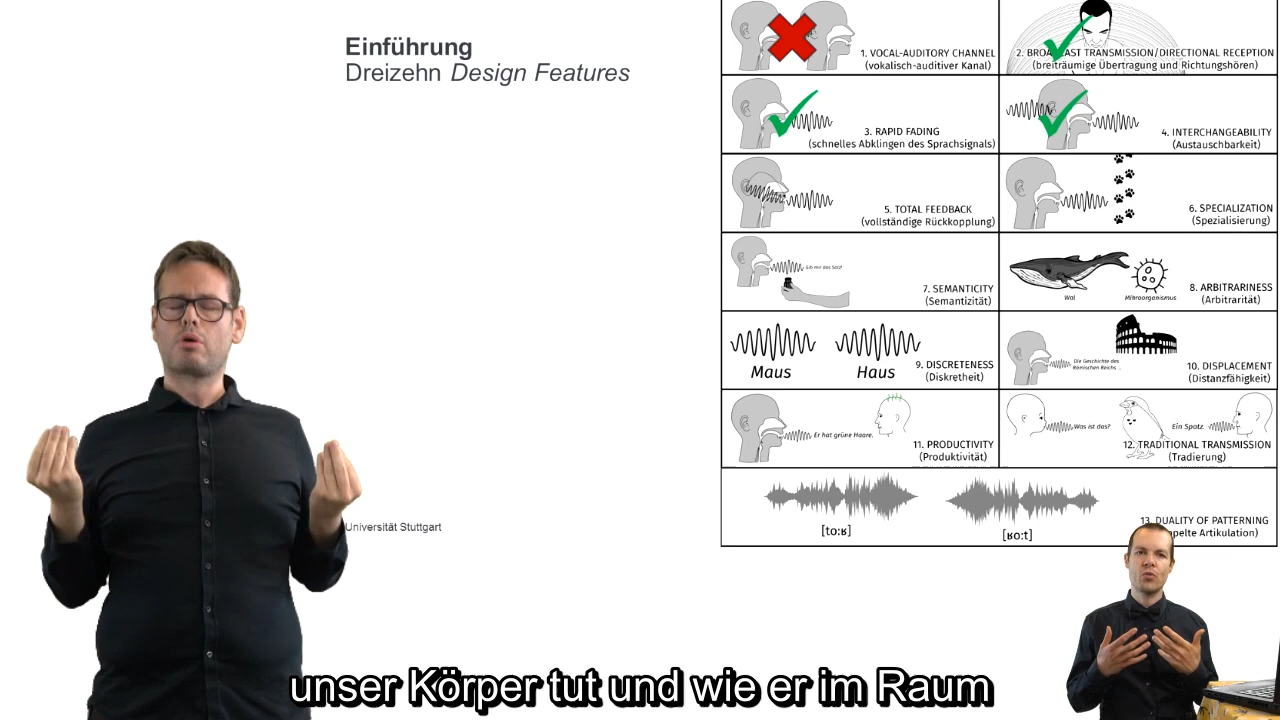 Einführung
Dreizehn Design Features
1. VOCAL-AUDITORY CHANNEL
(vokalisch-auditiver Kanal)
2. BROADCAST TRANSMISSION/DIRECTIONAL RECEPTION
(breiträumige Übertragung und Richtungshören)
3. RAPID FADING
(schnelles Abklingen des Sprachsignals)
4. INTERCHANGEABILITY
(Austauschbarkeit)
5. TOTAL FEEDBACK
(vollständige Rückkopplung)
6. SPECIALIZATION
(Spezialisierung)
Gib mir das Salz!
7. SEMANTICITY
(Semantizität)
Wal
Mikroorganismus
8. ARBITRARINESS
(Arbitrarität)
Maus
Haus
9. DISCRETENESS
(Diskretheit)
Die Geschichte des
Römischen Reichs ...
10. DISPLACEMENT
(Distanzfähigkeit)
Er hat grüne Haare.
11. PRODUCTIVITY
(Produktivität)
Was ist das?
Ein Spatz.
12. TRADITIONAL TRANSMISSION
(Tradierung)
[toːʁ]
[ʁoːt]
13. DUALITY OF PATTERNING
pelte Artikulation)
Universität Stuttgart
unser Körper tut und wie er im Raum